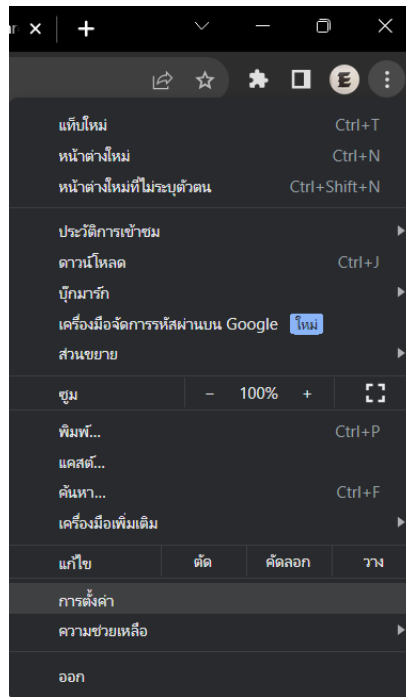 แท็บใหม่ Ctrl+T
หน้าต่างใหม่ Ctrl+N
หน้าต่างใหม่ที่ไม่ระบุตัวตน Ctrl+Shift+N
ประวัติการเข้าชม
ดาวน์โหลด Ctrl+J
บุ๊กมาร์ก
เครื่องมือจัดการรหัสผ่านบน Google ใหม่
ส่วนขยาย
ซูม − 100% +
พิมพ์... Ctrl+P
แคสต์...
ค้นหา... Ctrl+F
เครื่องมือเพิ่มเติม
แก้ไข ตัด คัดลอก วาง
การตั้งค่า
ความช่วยเหลือ
ออก